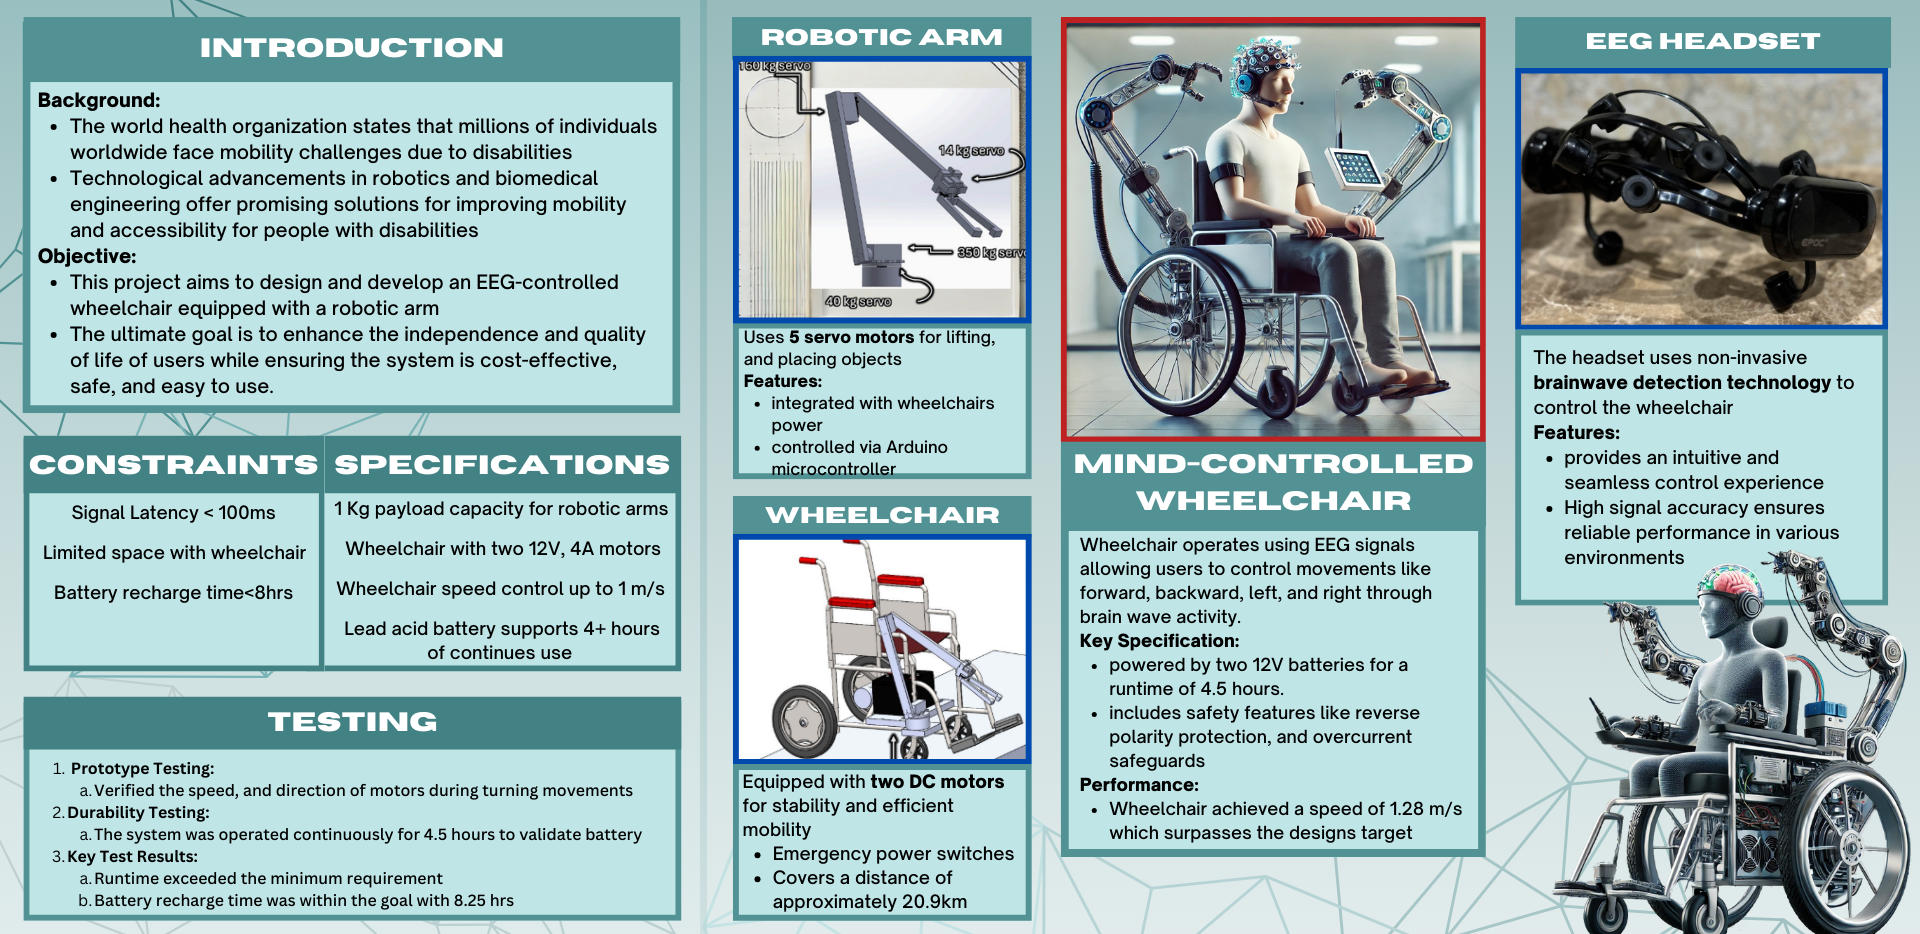 INTRODUCTION
Background:
• The world health organization states that millions of individuals
worldwide face mobility challenges due to disabilities
• Technological advancements in robotics and biomedical
engineering offer promising solutions for improving mobility
and accessibility for people with disabilities
Objective:
• This project aims to design and develop an EEG-controlled
wheelchair equipped with a robotic arm
• The ultimate goal is to enhance the independence and quality
of life of users while ensuring the system is cost-effective,
safe, and easy to use.
CONSTRAINTS
Signal Latency < 100ms
Limited space with wheelchair
Battery recharge time<8hrs
SPECIFICATIONS
1 Kg payload capacity for robotic arms
Wheelchair with two 12V, 4A motors
Wheelchair speed control up to 1 m/s
Lead acid battery supports 4+ hours
of continues use
TESTING
1. Prototype Testing:
a. Verified the speed, and direction of motors during turning movements
2. Durability Testing:
a. The system was operated continuously for 4.5 hours to validate battery
3. Key Test Results:
a. Runtime exceeded the minimum requirement
b. Battery recharge time was within the goal with 8.25 hrs
ROBOTIC ARM
160 kg servo
14 kg servo
350 kg serv
40 kg servo
Uses 5 servo motors for lifting,
and placing objects
Features:
• integrated with wheelchairs
power
• controlled via Arduino
microcontroller
WHEELCHAIR
Equipped with two DC motors
for stability and efficient
mobility
• Emergency power switches
• Covers a distance of
approximately 20.9km
MIND-CONTROLLED
WHEELCHAIR
Wheelchair operates using EEG signals
allowing users to control movements like
forward, backward, left, and right through
brain wave activity.
Key Specification:
• powered by two 12V batteries for a
runtime of 4.5 hours.
• includes safety features like reverse
polarity protection, and overcurrent
safeguards
Performance:
• Wheelchair achieved a speed of 1.28 m/s
which surpasses the designs target
EEG HEADSET
EPOC
The headset uses non-invasive
brainwave detection technology to
control the wheelchair
Features:
• provides an intuitive and
seamless control experience
• High signal accuracy ensures
reliable performance in various
environments